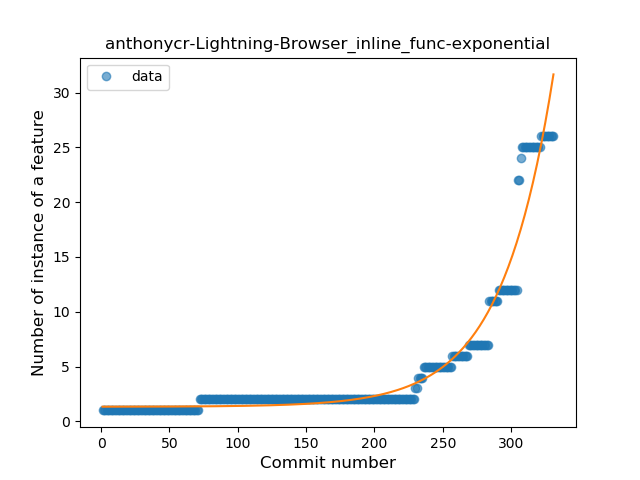 anthonycr-Lightning-Browser_inline_func-exponential
data
Number of instance of a feature
30
25
20
15
10
5
0
0 50 100 150 200 250 300
Commit number